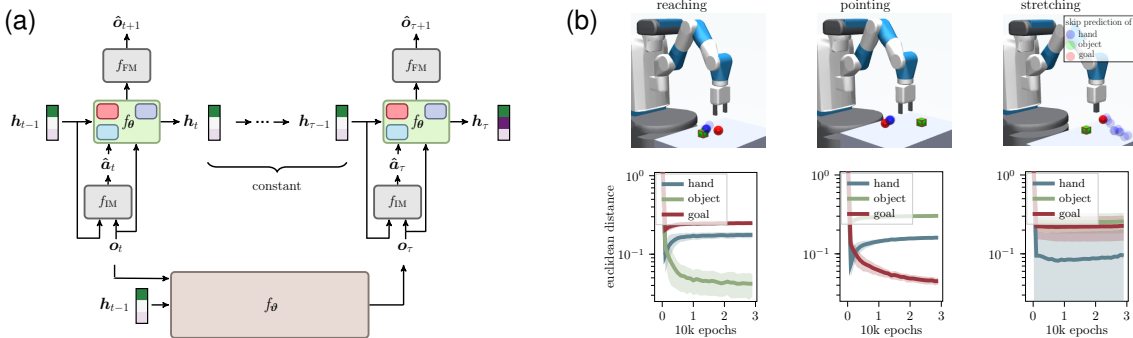 (a)
ô_{t+1}
ô_{τ+1}
f_FM
f_FM
h_{t−1}
f_θ
h_t
h_{τ−1}
f_θ
h_τ
â_t
constant
â_τ
f_IM
f_IM
o_t
o_τ
h_{t−1}
f_ϑ
(b)
reaching
pointing
stretching
skip prediction of
hand
object
goal
euclidean distance
10^0
10^{−1}
hand
object
goal
0 1 2 3
10k epochs
10^0
10^{−1}
hand
object
goal
0 1 2 3
10k epochs
10^0
10^{−1}
hand
object
goal
0 1 2 3
10k epochs